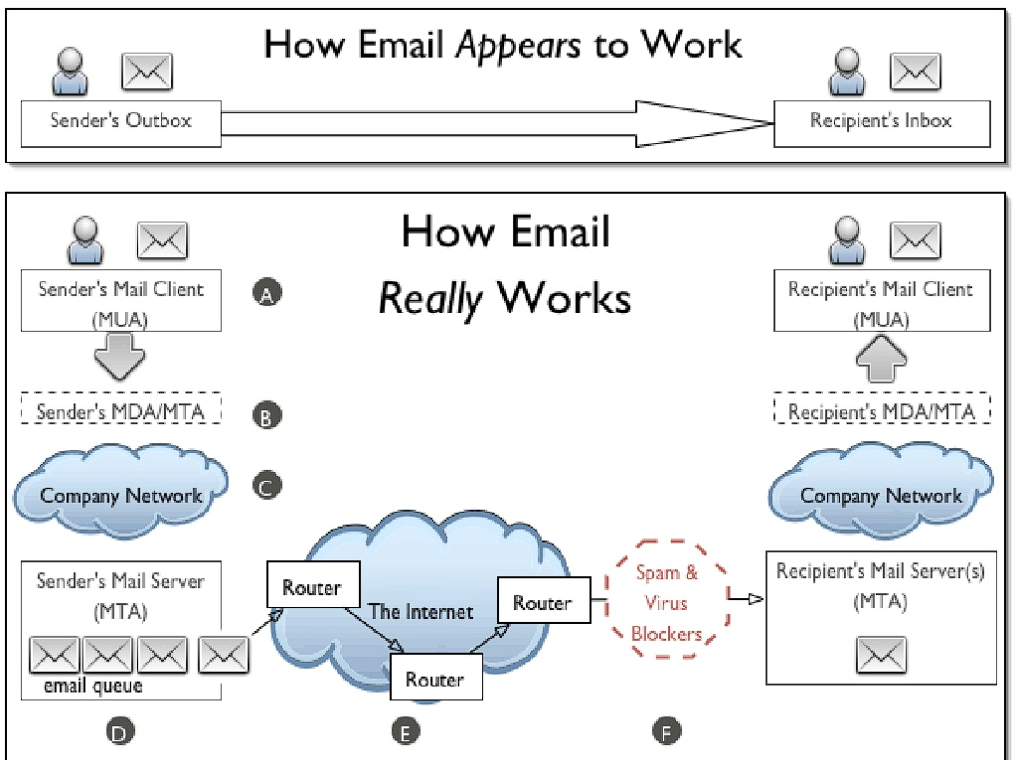 How Email Appears to Work
Sender's Outbox
Recipient's Inbox
How Email
Really Works
Sender's Mail Client
(MUA)
A
Recipient's Mail Client
(MUA)
Sender's MDA/MTA
B
Recipient's MDA/MTA
Company Network
C
Company Network
Sender's Mail Server
(MTA)
email queue
Router
The Internet
Router
Router
Spam &
Virus
Blockers
Recipient's Mail Server(s)
(MTA)
D
E
F